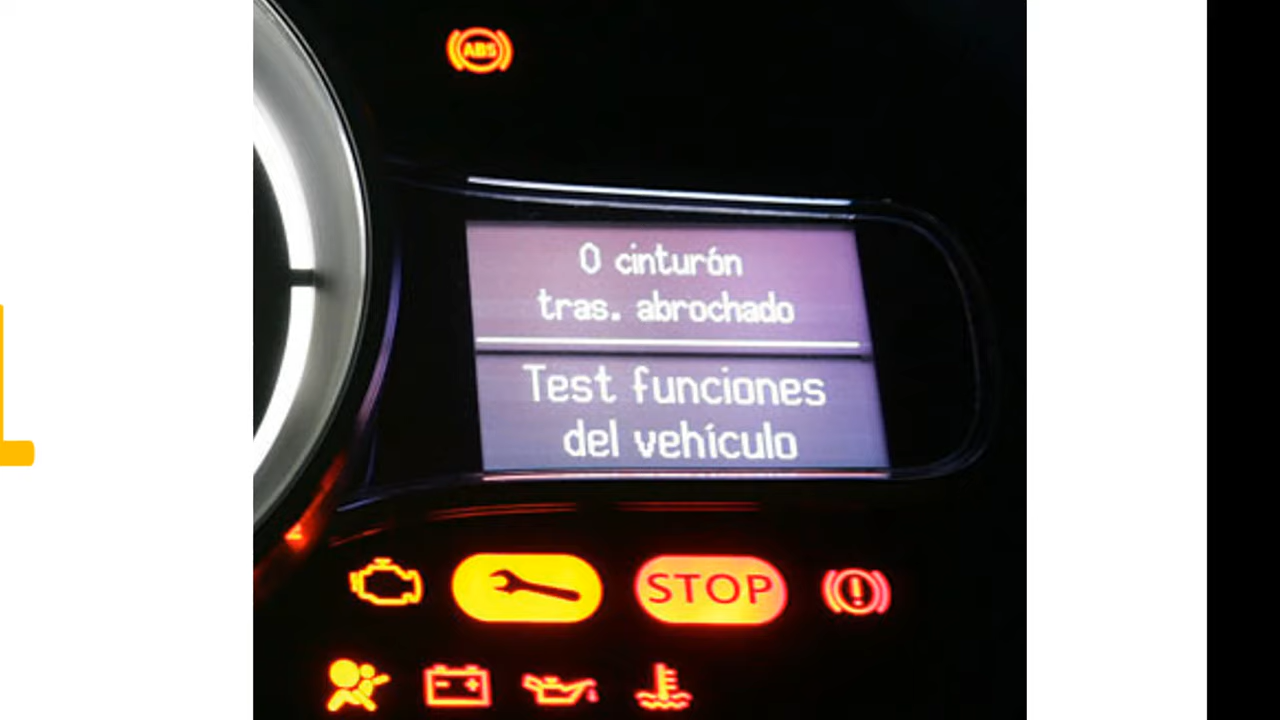 ABS
0 cinturón
tras. abrochado
Test funciones
del vehículo
STOP